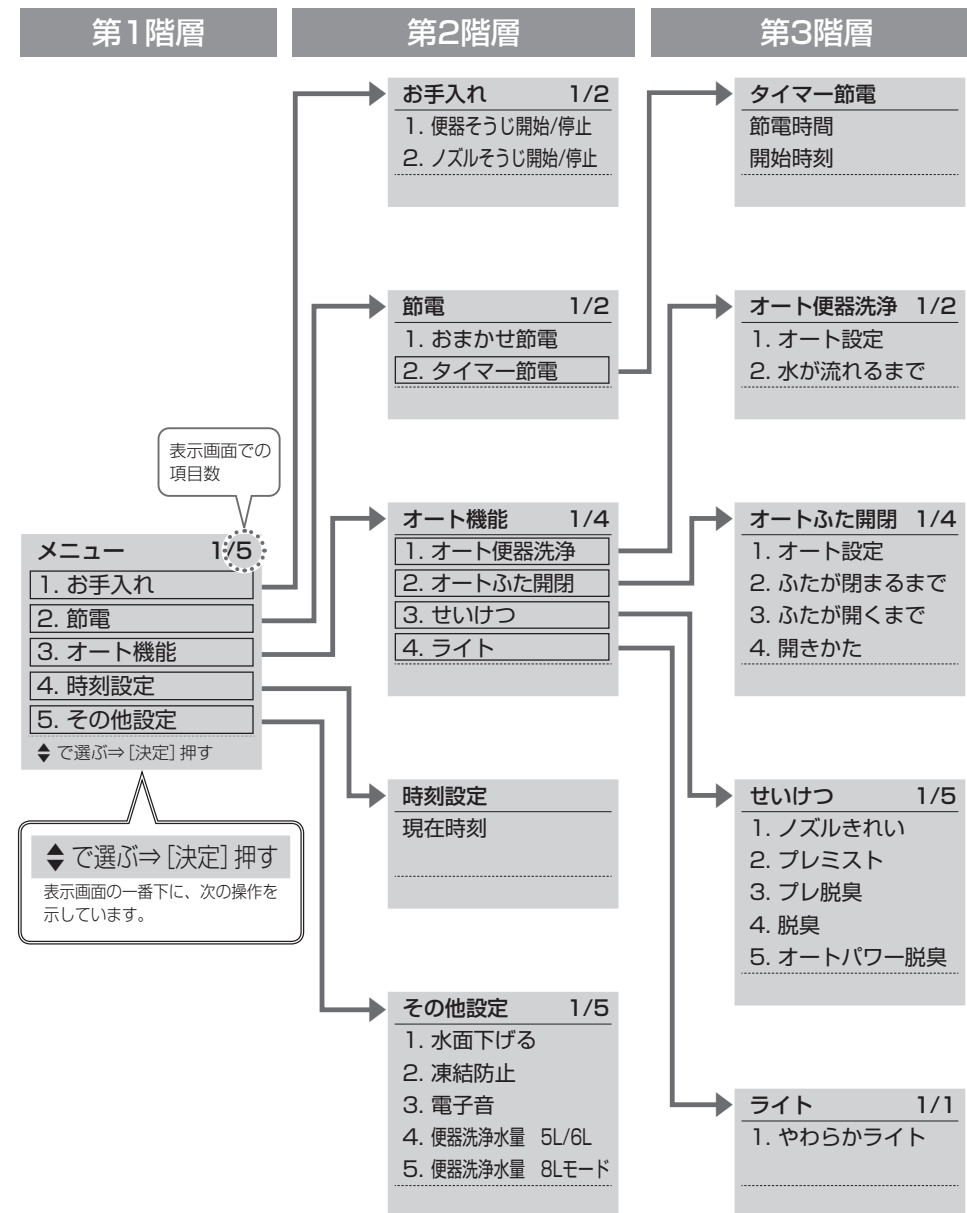 第1階層
第2階層
第3階層
お手入れ 1/2
1. 便器そうじ開始/停止
2. ノズルそうじ開始/停止
タイマー節電
節電時間
開始時刻
節電 1/2
1. おまかせ節電
2. タイマー節電
オート便器洗浄 1/2
1. オート設定
2. 水が流れるまで
表示画面での
項目数
メニュー 1/5
1. お手入れ
2. 節電
3. オート機能
4. 時刻設定
5. その他設定
◆で選ぶ⇒[決定]押す
◆で選ぶ⇒[決定]押す
表示画面の一番下に、次の操作を
示しています。
オート機能 1/4
1. オート便器洗浄
2. オートふた開閉
3. せいけつ
4. ライト
オートふた開閉 1/4
1. オート設定
2. ふたが閉まるまで
3. ふたが開くまで
4. 開きかた
時刻設定
現在時刻
せいけつ 1/5
1. ノズルきれい
2. プレミスト
3. プレ脱臭
4. 脱臭
5. オートパワー脱臭
その他設定 1/5
1. 水面下げる
2. 凍結防止
3. 電子音
4. 便器洗浄水量 5L/6L
5. 便器洗浄水量 8Lモード
ライト 1/1
1. やわらかライト